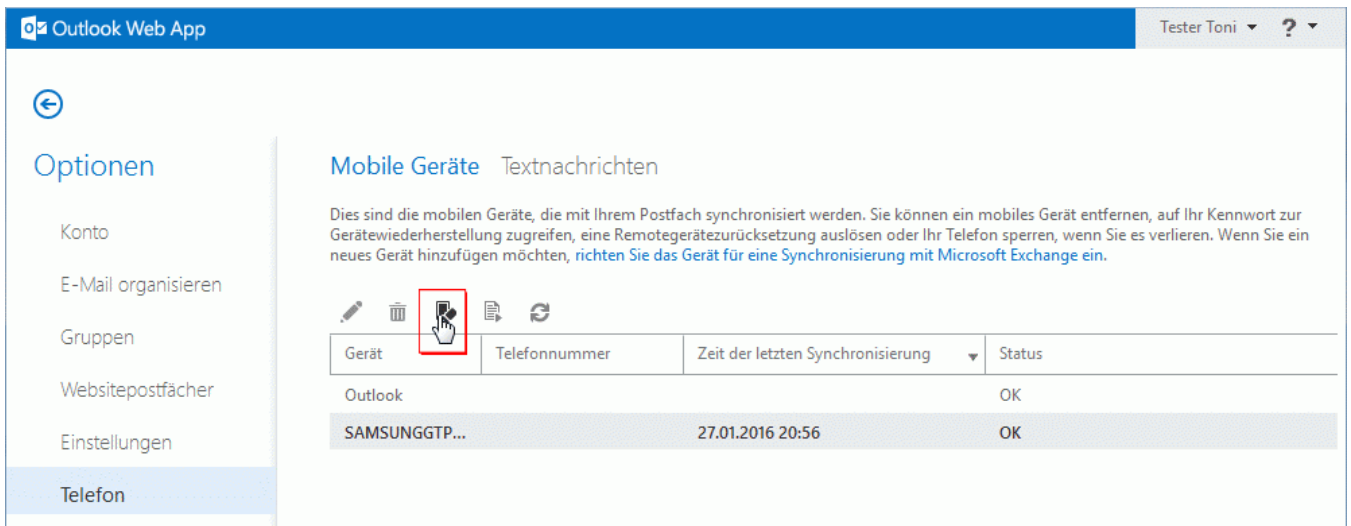 Outlook Web App
Tester Toni
?
Optionen
Konto
E-Mail organisieren
Gruppen
Websitepostfächer
Einstellungen
Telefon
Mobile Geräte Textnachrichten
Dies sind die mobilen Geräte, die mit Ihrem Postfach synchronisiert werden. Sie können ein mobiles Gerät entfernen, auf Ihr Kennwort zur
Gerätewiederherstellung zugreifen, eine Remotegerätezurücksetzung auslösen oder Ihr Telefon sperren, wenn Sie es verlieren. Wenn Sie ein
neues Gerät hinzufügen möchten, richten Sie das Gerät für eine Synchronisierung mit Microsoft Exchange ein.
Gerät Telefonnummer Zeit der letzten Synchronisierung Status
Outlook OK
SAMSUNGGTP... 27.01.2016 20:56 OK